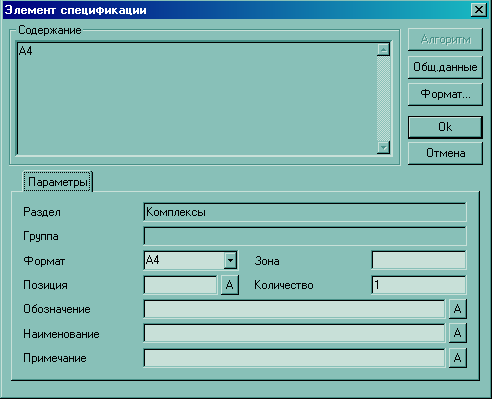 Элемент спецификации
Содержание
А4
Алгоритм
Общ.данные
Формат...
Ok
Отмена
Параметры
Раздел Комплексы
Группа
Формат А4 Зона
Позиция А Количество 1
Обозначение А
Наименование А
Примечание А